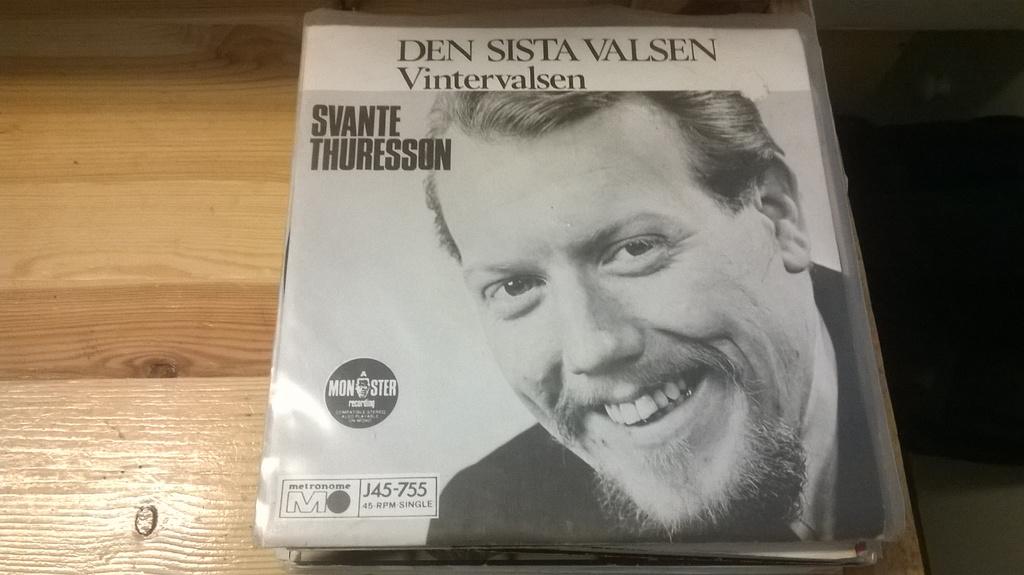 DEN SISTA VALSEN
Vintervalsen
SVANTE
THURESSON
A
MONSTER
recording
COMPATIBLE STEREO
ALSO PLAYABLE
ON MONO
metronome
M
J45-755
45-RPM-SINGLE